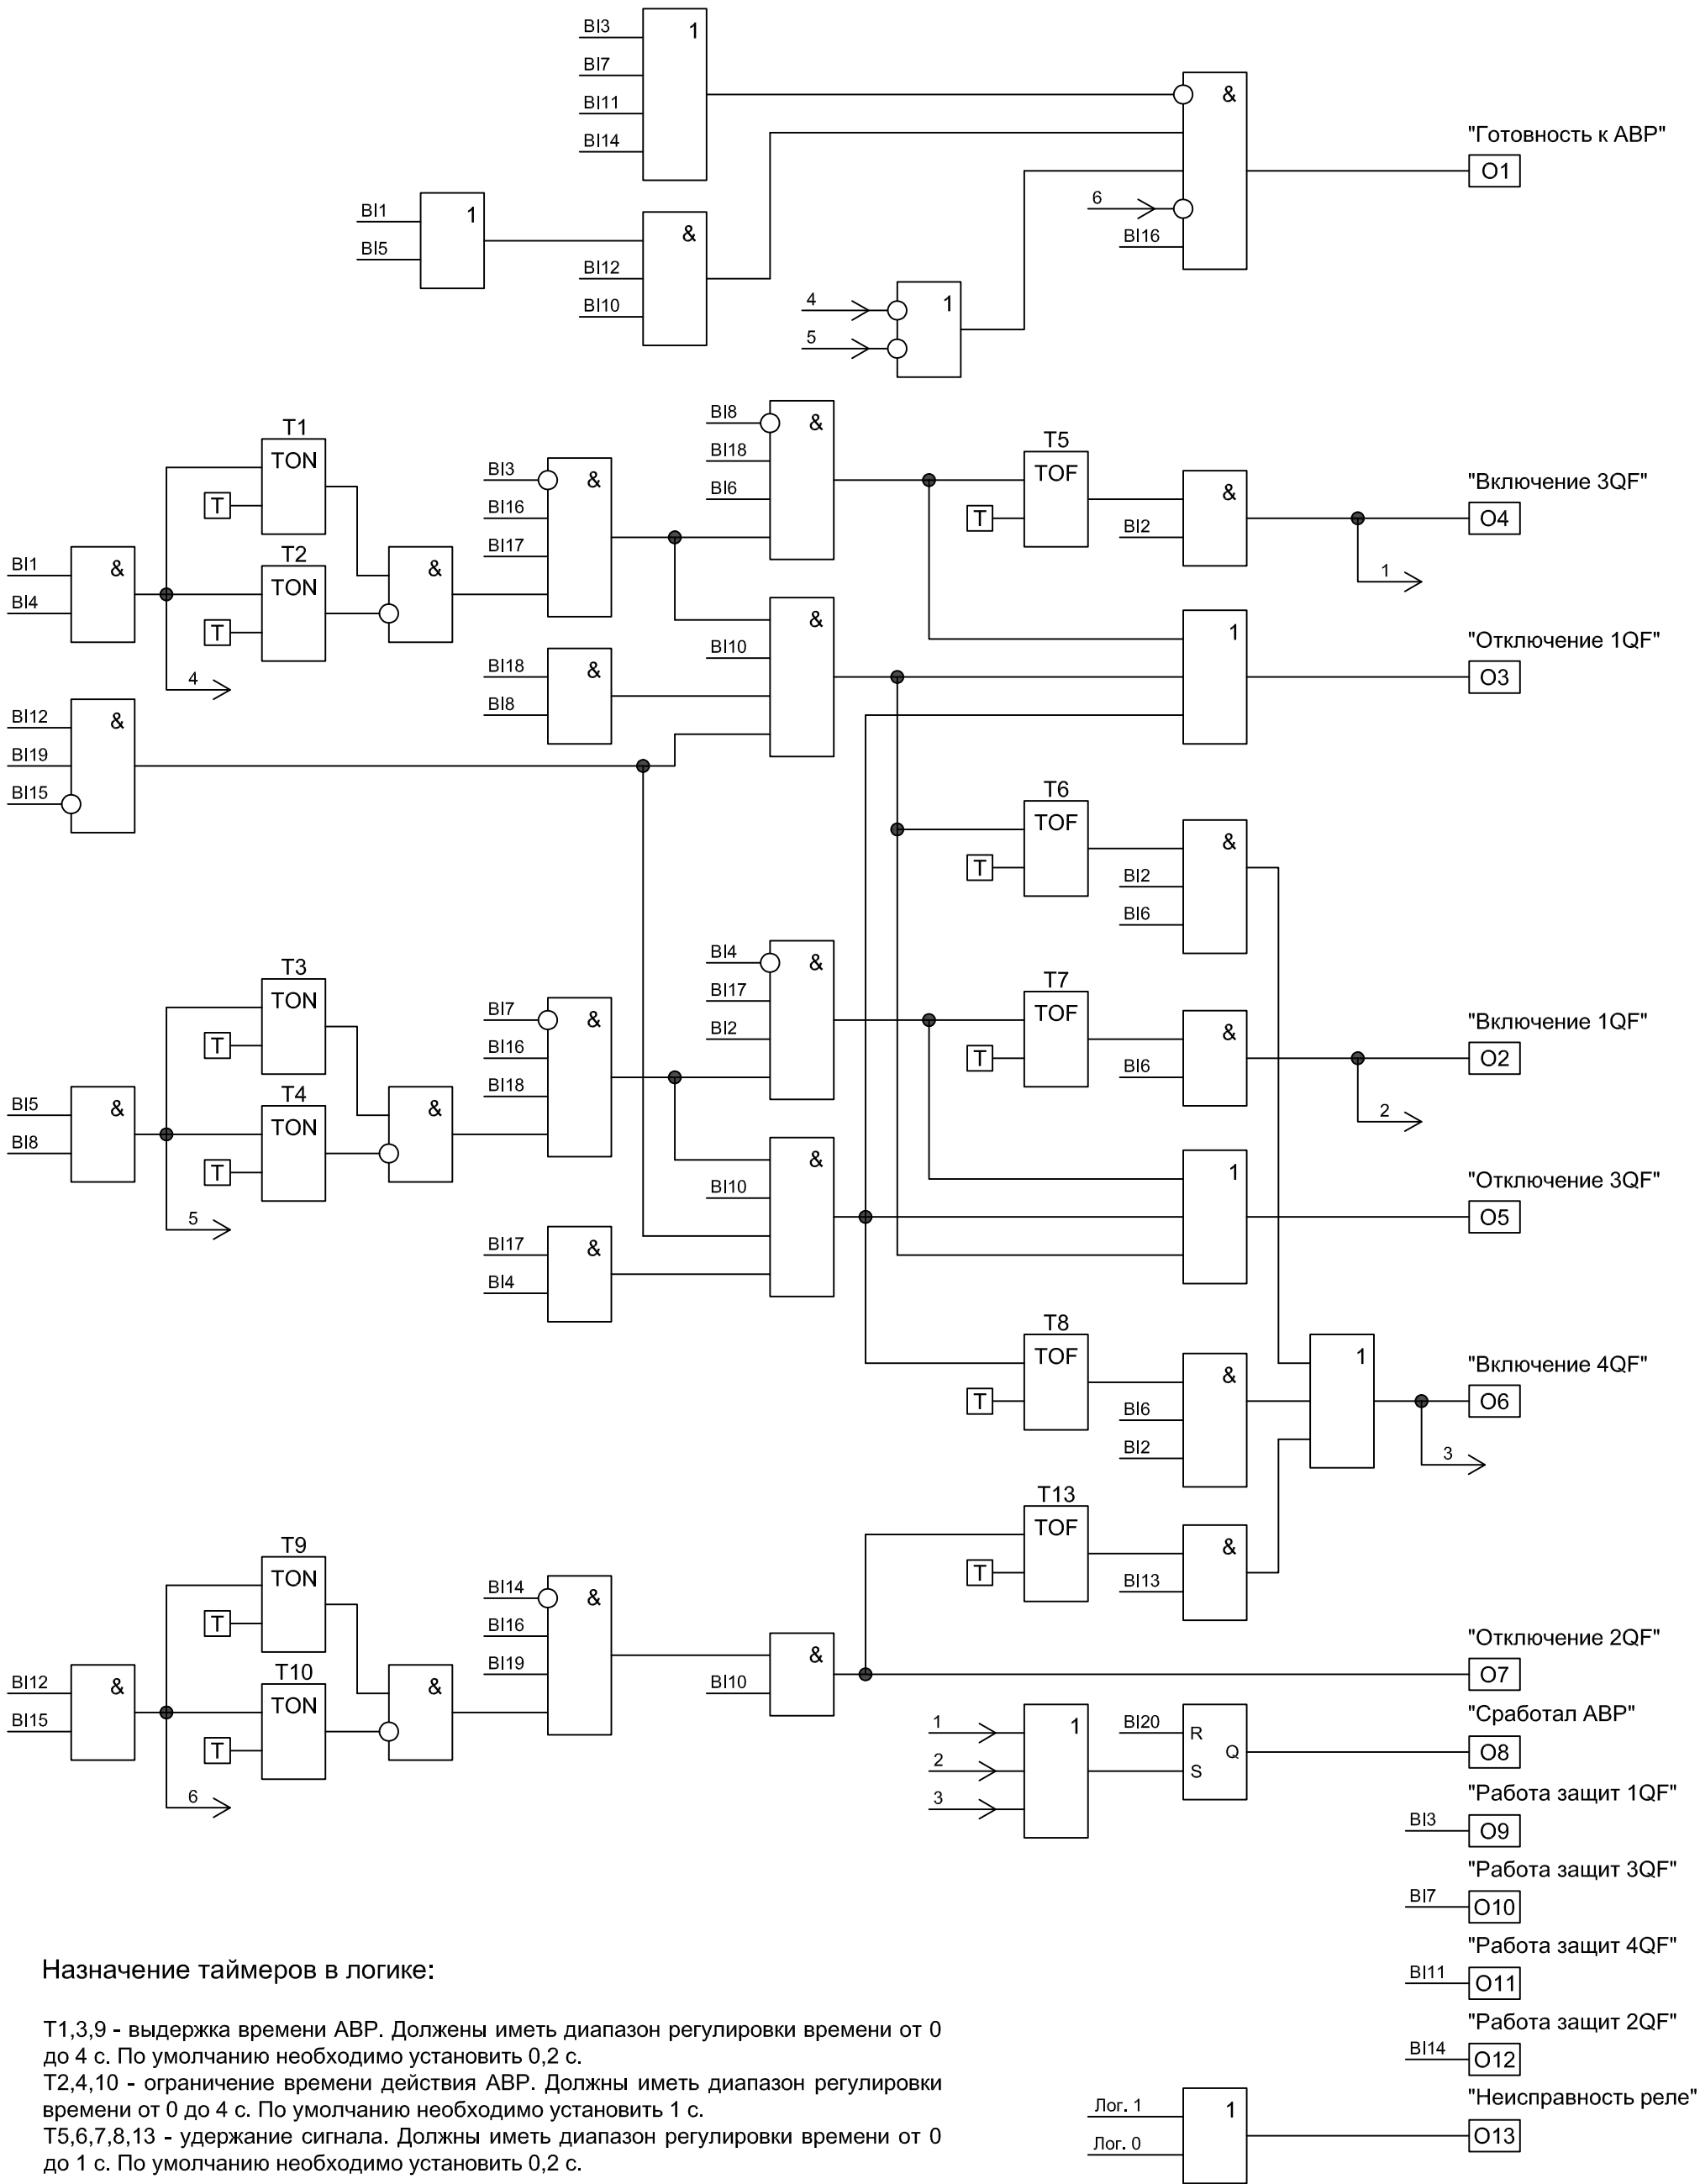 BI3
1
BI7
BI11
BI14
&
"Готовность к АВР"
O1
BI1
1
BI5
6
BI16
&
BI12
BI10
4
1
5
BI8
&
BI18
BI6
T1
TON
T
T5
TOF
T
BI3
&
BI16
BI17
&
BI2
"Включение 3QF"
O4
1
T2
TON
T
BI1
&
BI4
&
4
&
BI10
1
"Отключение 1QF"
O3
BI18
&
BI8
BI12
&
BI19
BI15
T6
TOF
T
&
BI2
BI6
BI4
&
BI17
BI2
T3
TON
T
T7
TOF
T
BI7
&
BI16
BI18
&
BI6
"Включение 1QF"
O2
2
T4
TON
T
BI5
&
BI8
&
5
&
BI10
1
"Отключение 3QF"
O5
BI17
&
BI4
T8
TOF
T
&
BI6
BI2
1
"Включение 4QF"
O6
3
T13
TOF
T
&
BI13
T9
TON
T
BI14
&
BI16
BI19
&
BI10
"Отключение 2QF"
O7
T10
TON
T
BI12
&
BI15
&
6
1
1
2
3
BI20
R
Q
S
"Сработал АВР"
O8
"Работа защит 1QF"
BI3
O9
"Работа защит 3QF"
BI7
O10
"Работа защит 4QF"
BI11
O11
"Работа защит 2QF"
BI14
O12
"Неисправность реле"
Лог. 1
1
Лог. 0
O13
Назначение таймеров в логике:
Т1,3,9 - выдержка времени АВР. Должены иметь диапазон регулировки времени от 0
до 4 с. По умолчанию необходимо установить 0,2 с.
Т2,4,10 - ограничение времени действия АВР. Должны иметь диапазон регулировки
времени от 0 до 4 с. По умолчанию необходимо установить 1 с.
Т5,6,7,8,13 - удержание сигнала. Должны иметь диапазон регулировки времени от 0
до 1 с. По умолчанию необходимо установить 0,2 с.